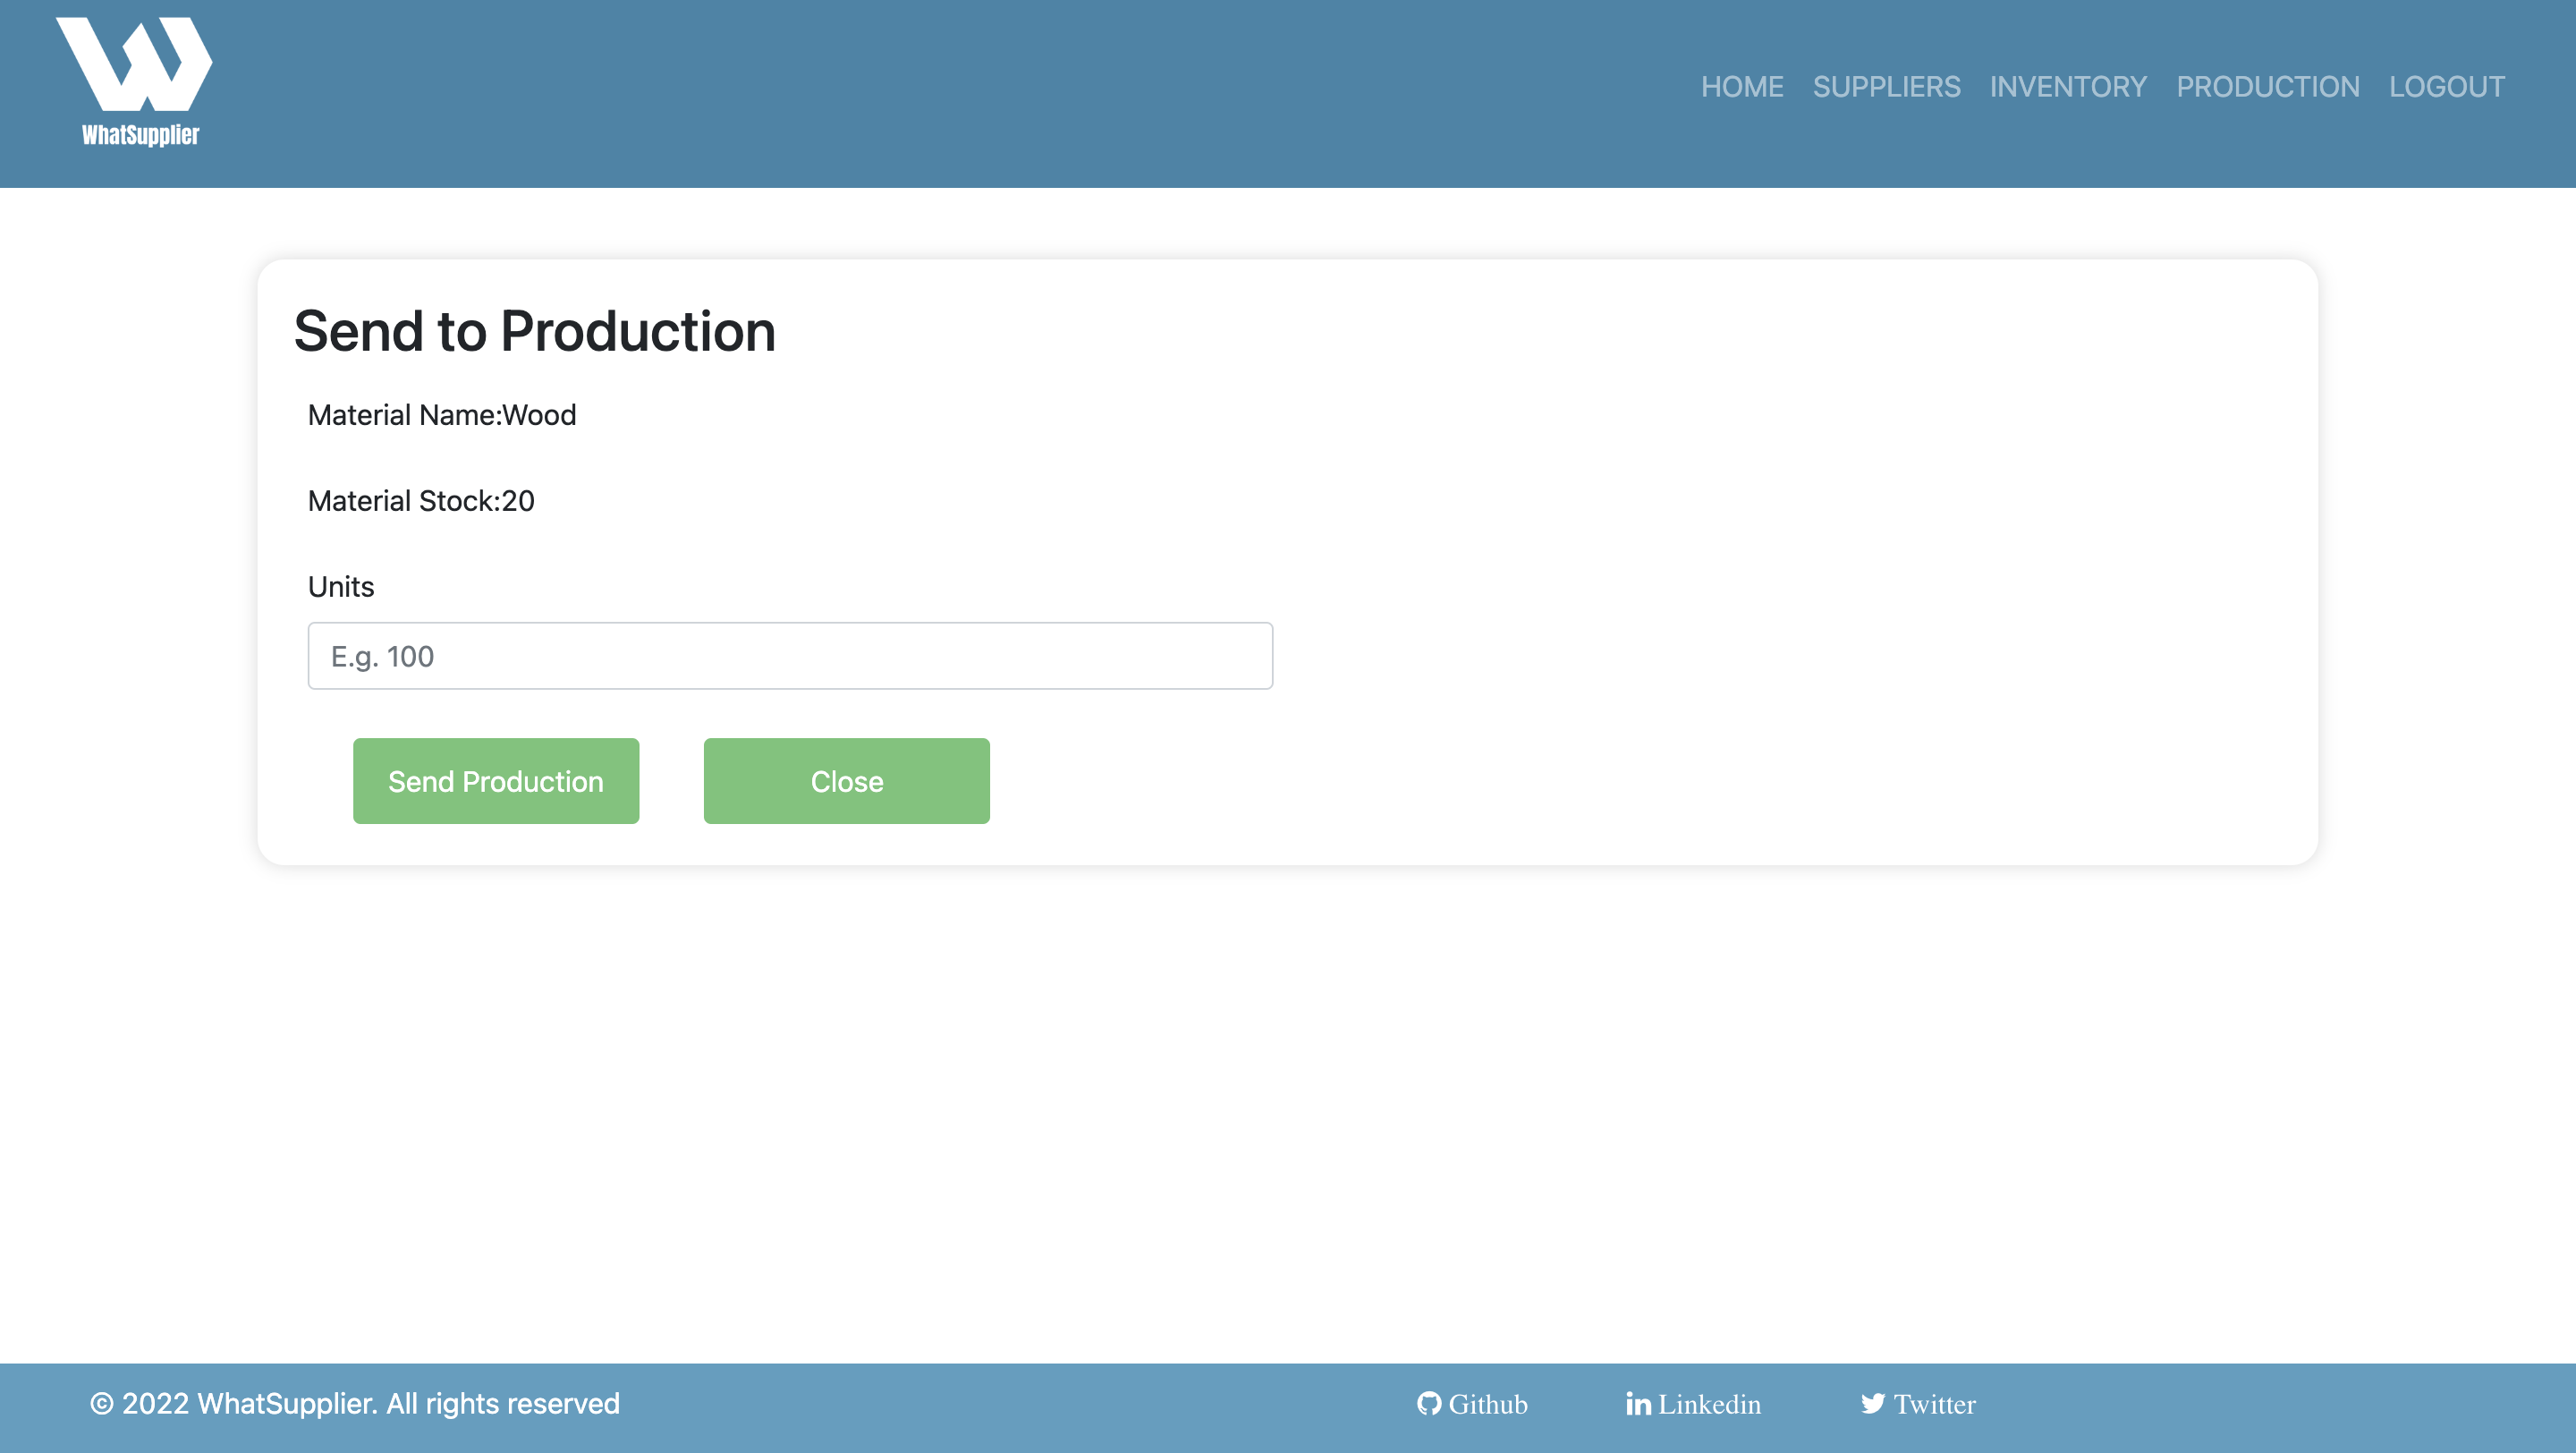 WhatSupplier
HOME SUPPLIERS INVENTORY PRODUCTION LOGOUT
Send to Production
Material Name:Wood
Material Stock:20
Units
E.g. 100
Send Production Close
© 2022 WhatSupplier. All rights reserved Github Linkedin Twitter